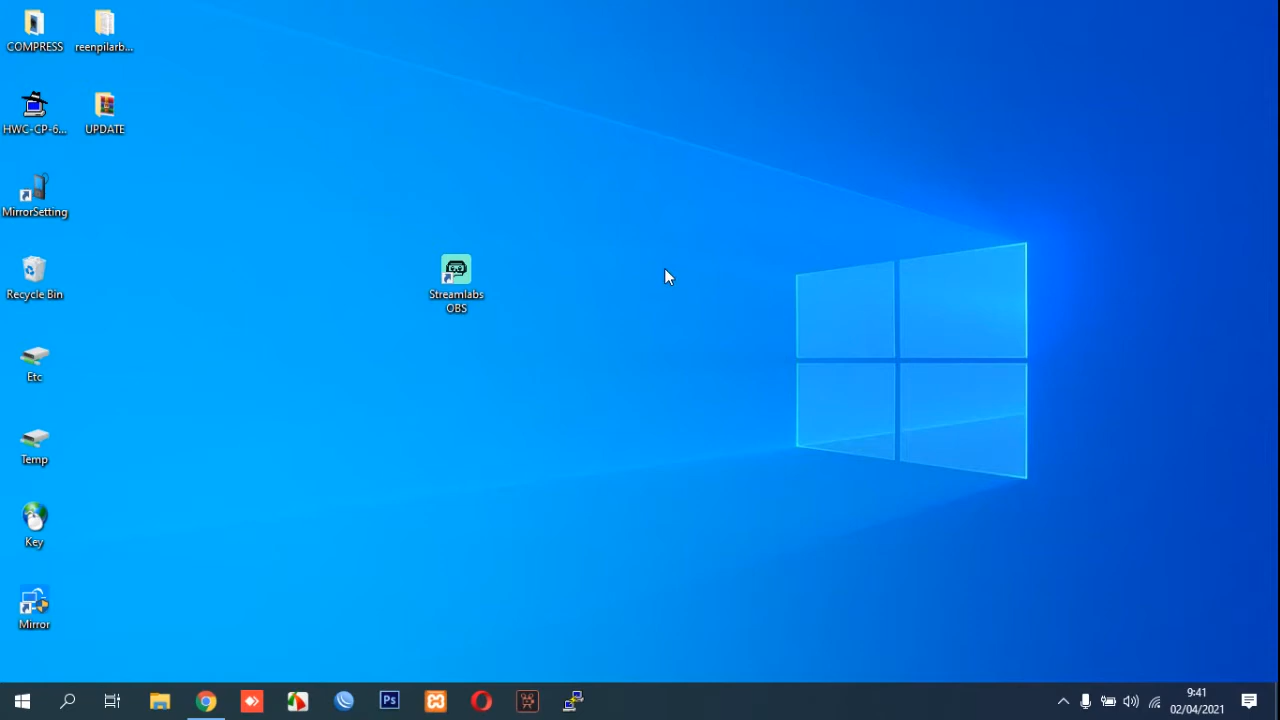 COMPRESS
reenpilarb...
HWC-CP-6...
UPDATE
MirrorSetting
Recycle Bin
Streamlabs
OBS
Etc
Temp
Key
Mirror
Ps
9:41
02/04/2021